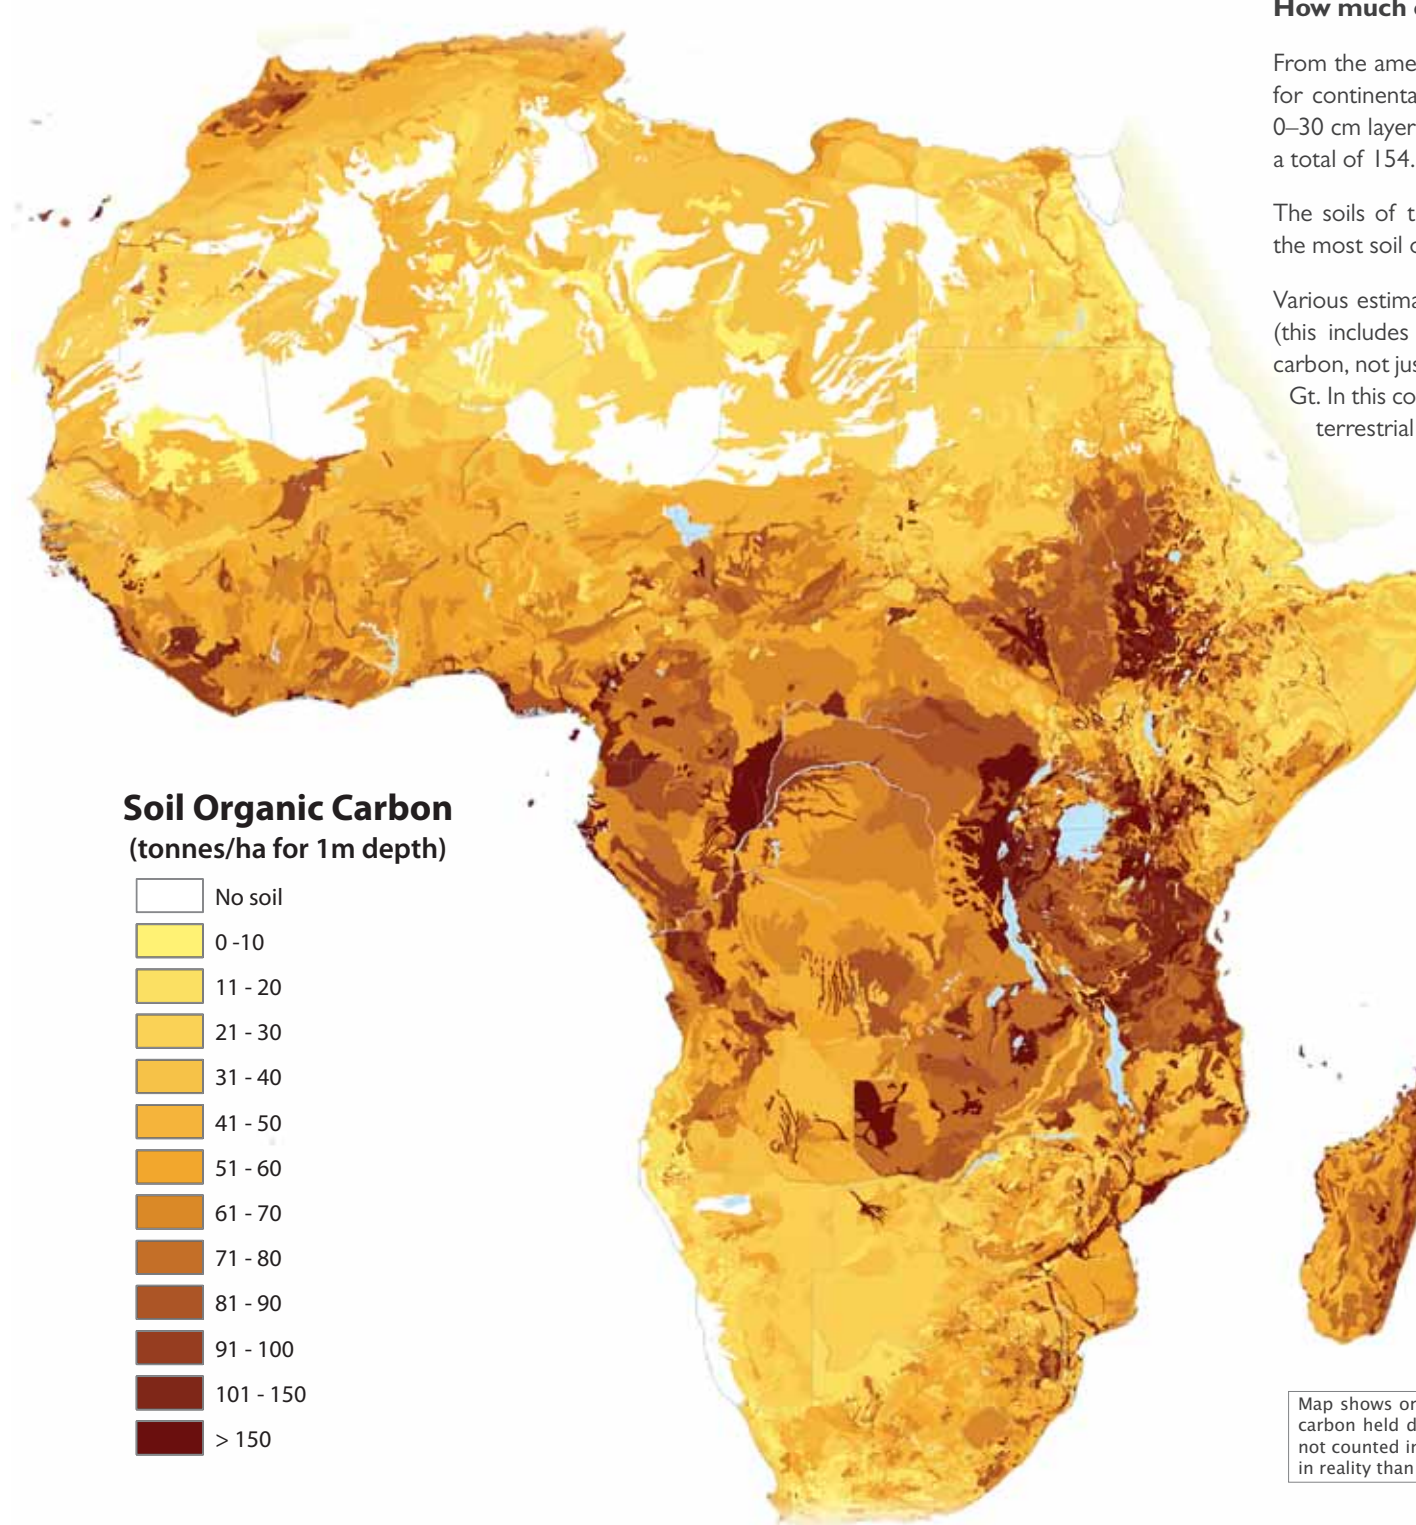 How much
From the ame
for continenta
0–30 cm layer
a total of 154.
The soils of t
the most soil
Various estima
(this includes
carbon, not jus
Gt. In this co
terrestrial
Soil Organic Carbon
(tonnes/ha for 1m depth)
No soil
0 -10
11 - 20
21 - 30
31 - 40
41 - 50
51 - 60
61 - 70
71 - 80
81 - 90
91 - 100
101 - 150
> 150
Map shows or
carbon held d
not counted in
in reality than